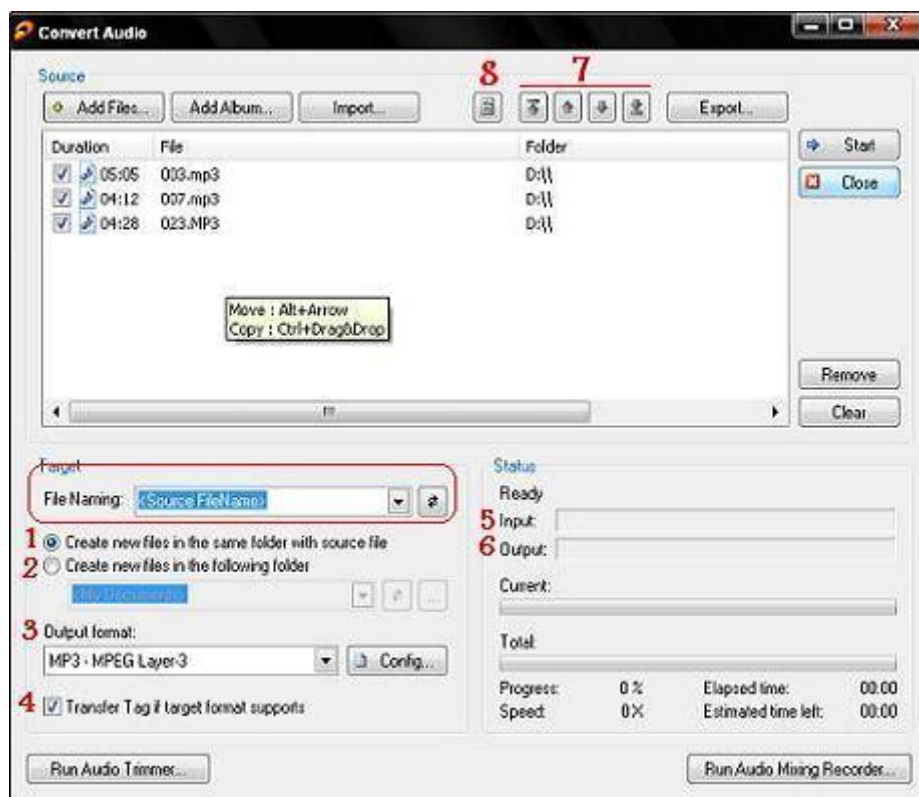 Convert Audio
Source
8 7
Add Files... Add Album... Import... Export...
Duration File Folder
05:05 003.mp3 D:\\
04:12 007.mp3 D:\\
04:28 023.MP3 D:\\
Start
Close
Move : Alt+Arrow
Copy : Ctrl+Drag&Drop
Remove
Clear
Target
File Naming: <Source FileName>
1 Create new files in the same folder with source file
2 Create new files in the following folder
<My Documents>
3 Output format:
MP3 - MPEG Layer-3 Config...
4 Transfer Tag if target format supports
Status
Ready
5 Input:
6 Output:
Current:
Total:
Progress: 0 % Elapsed time: 00:00
Speed: 0 X Estimated time left: 00:00
Run Audio Trimmer... Run Audio Mixing Recorder...